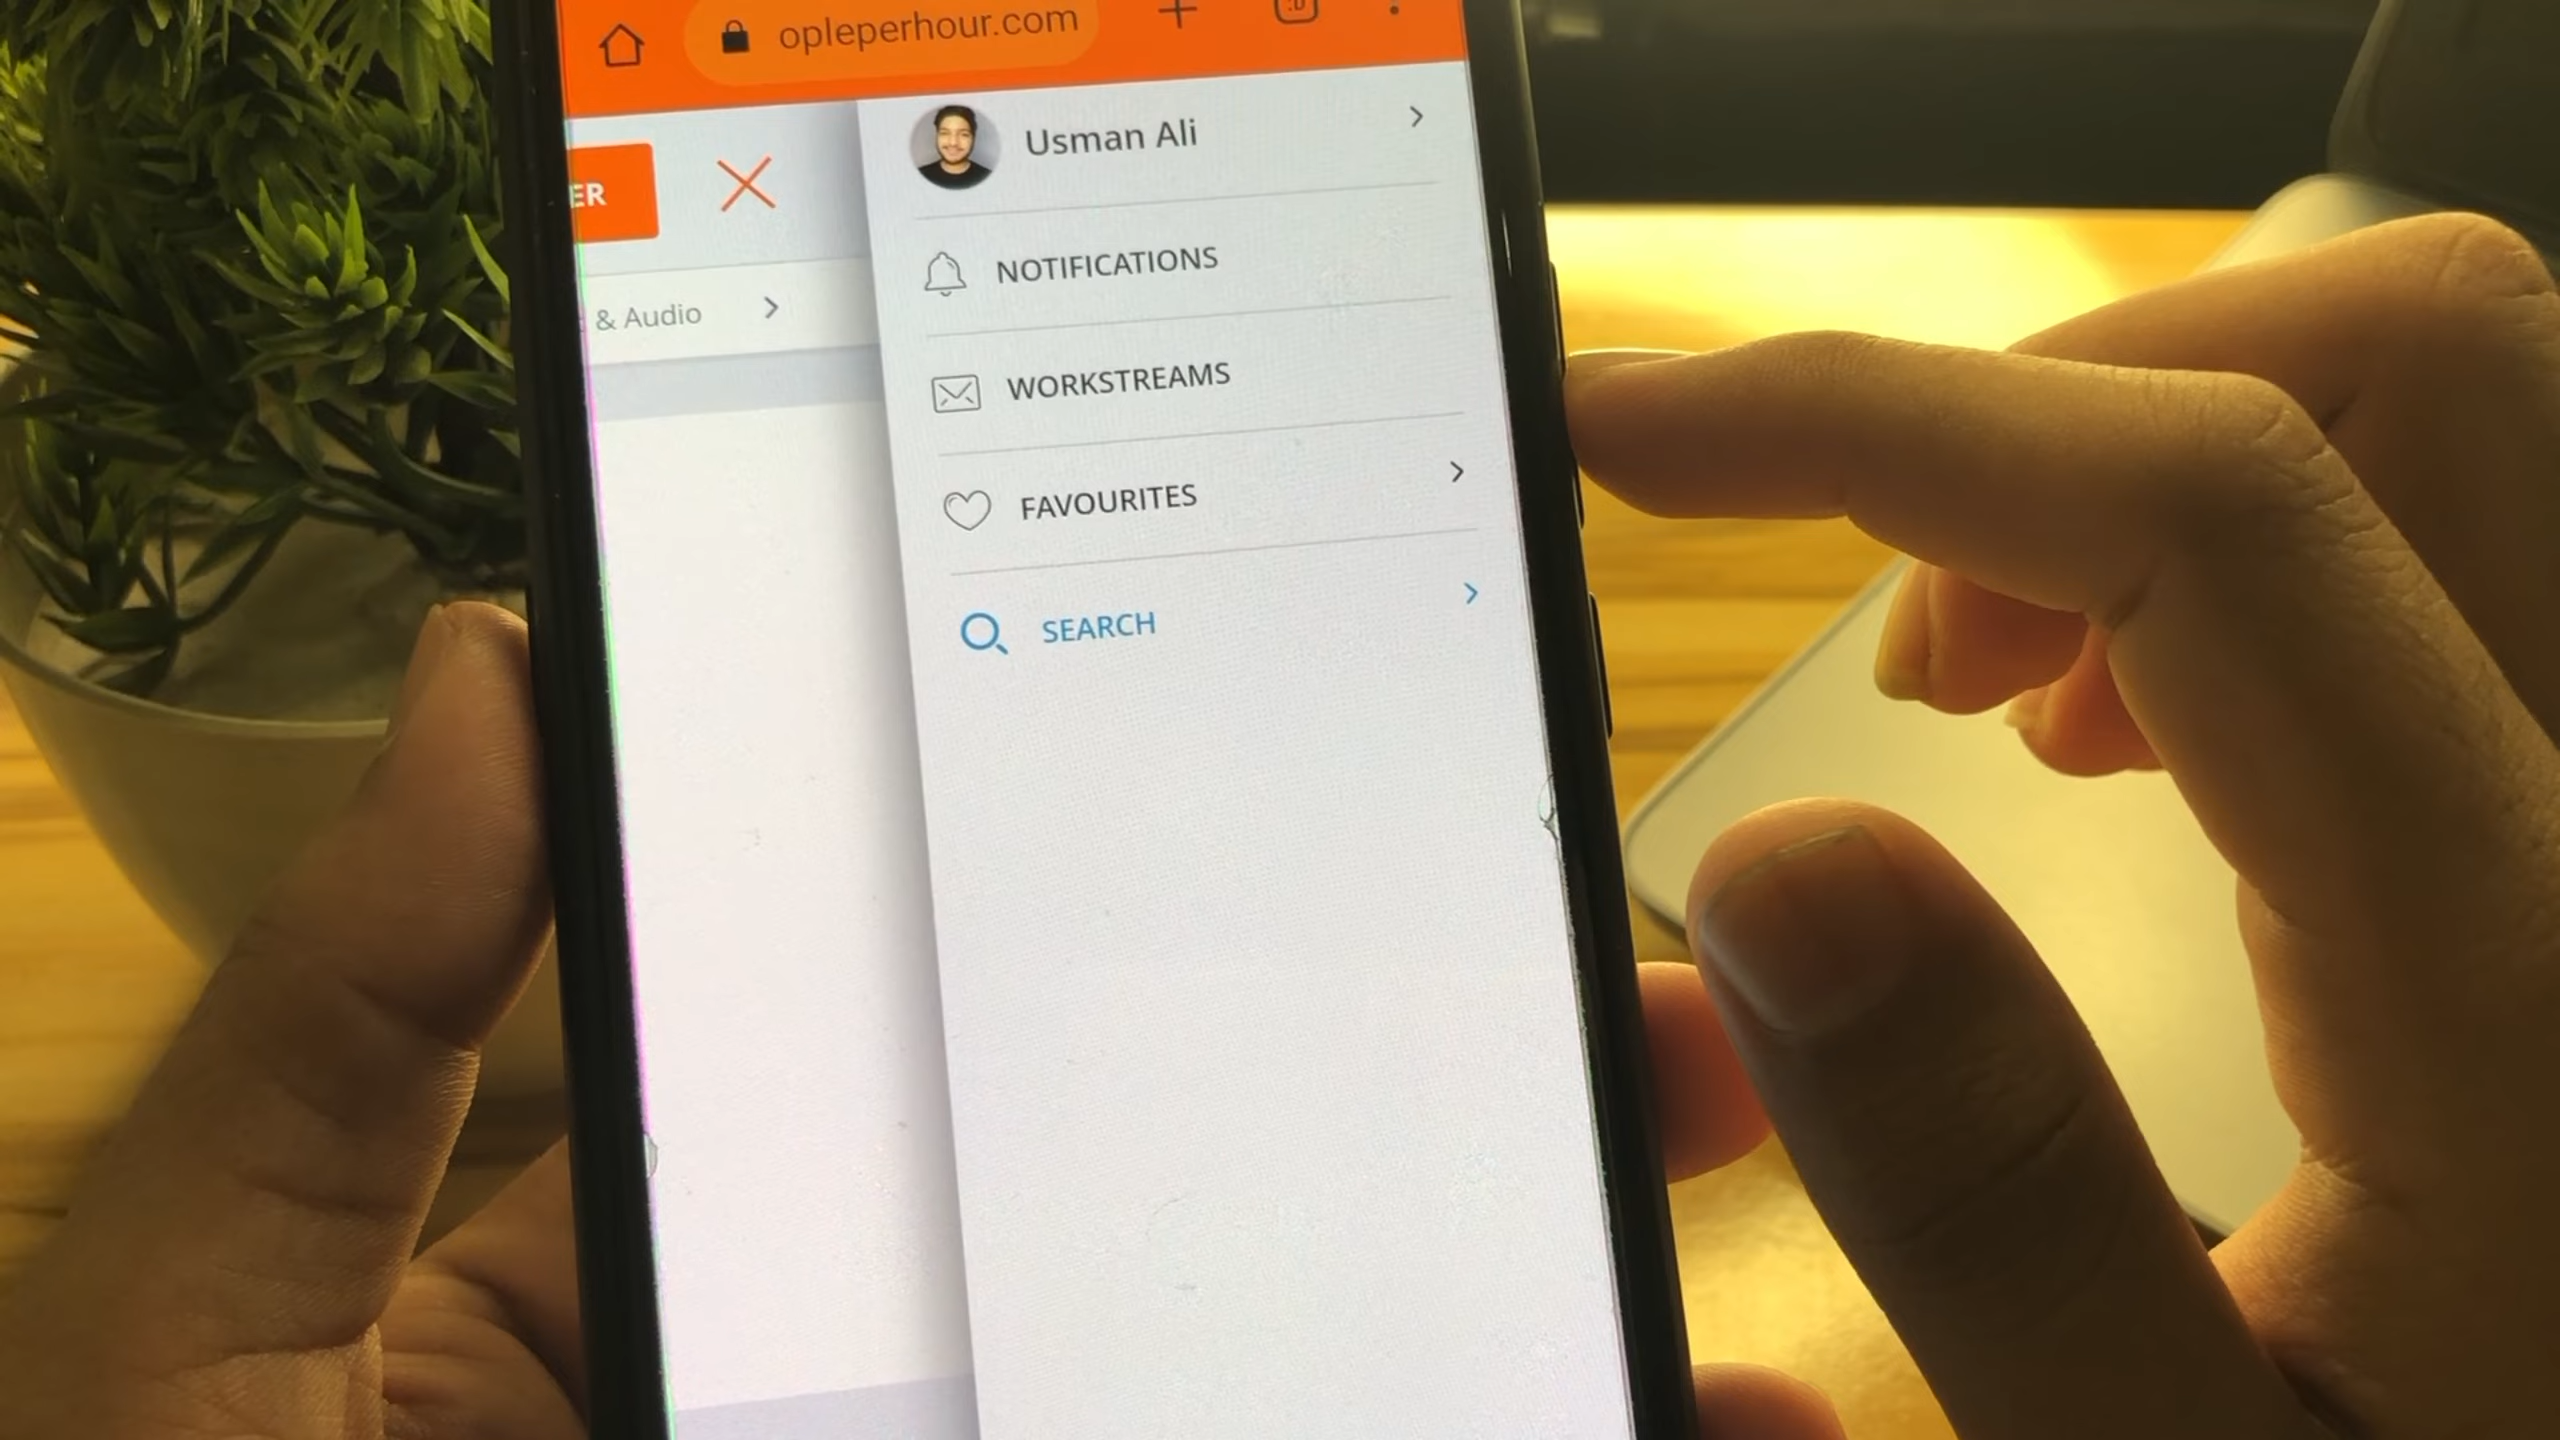 opleperhour.com
:D
Usman Ali
ER
NOTIFICATIONS
& Audio
WORKSTREAMS
FAVOURITES
SEARCH